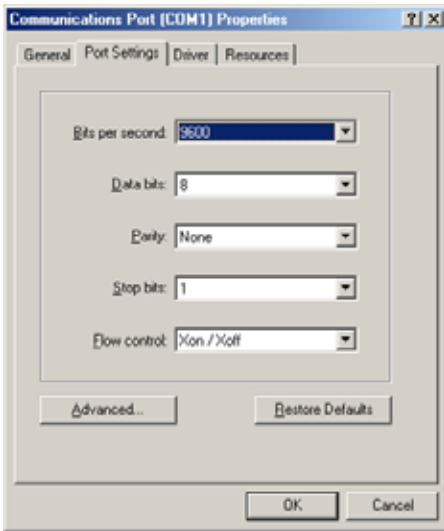 Communications Port (COM1) Properties
General Port Settings Driver Resources
Bits per second: 9600
Data bits: 8
Parity: None
Stop bits: 1
Flow control: Xon / Xoff
Advanced... Restore Defaults
OK Cancel